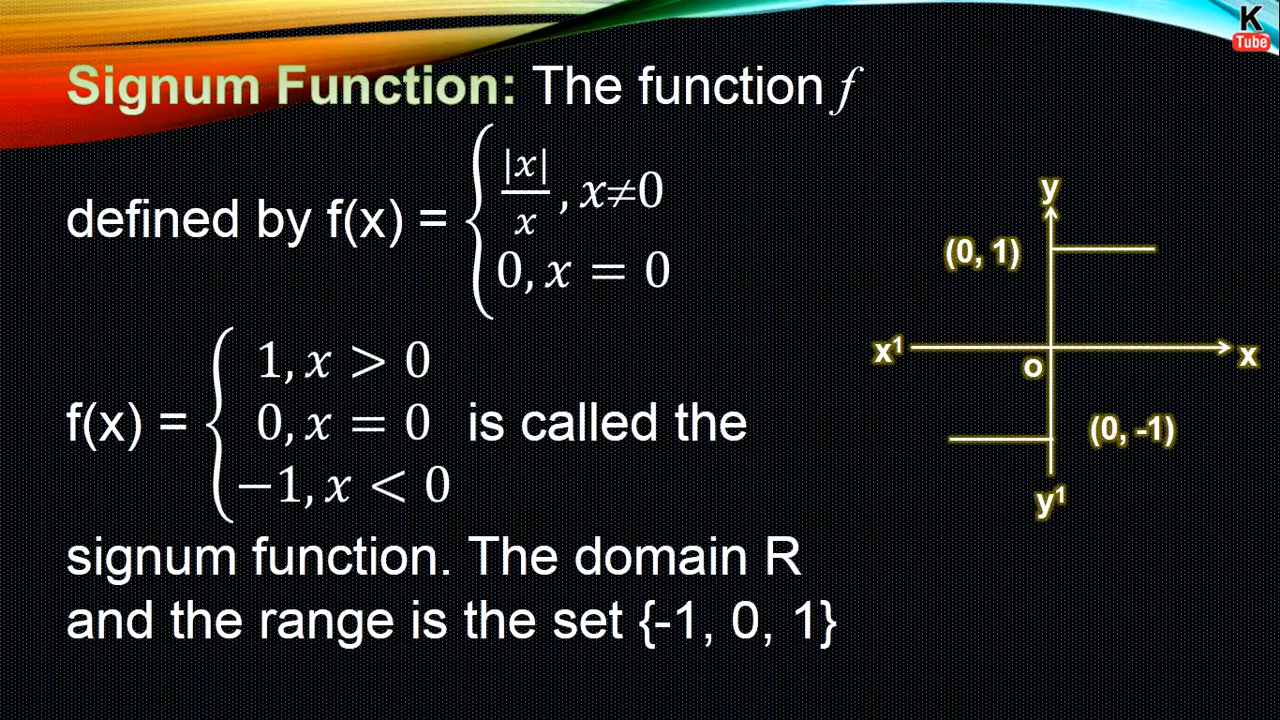 K
Tube
Signum Function: The function f
defined by f(x) = { |x|/x , x≠0
0, x = 0
f(x) = { 1, x > 0
0, x = 0 is called the
−1, x < 0
signum function. The domain R
and the range is the set {-1, 0, 1}
y
(0, 1)
x¹ x
o
(0, -1)
y¹